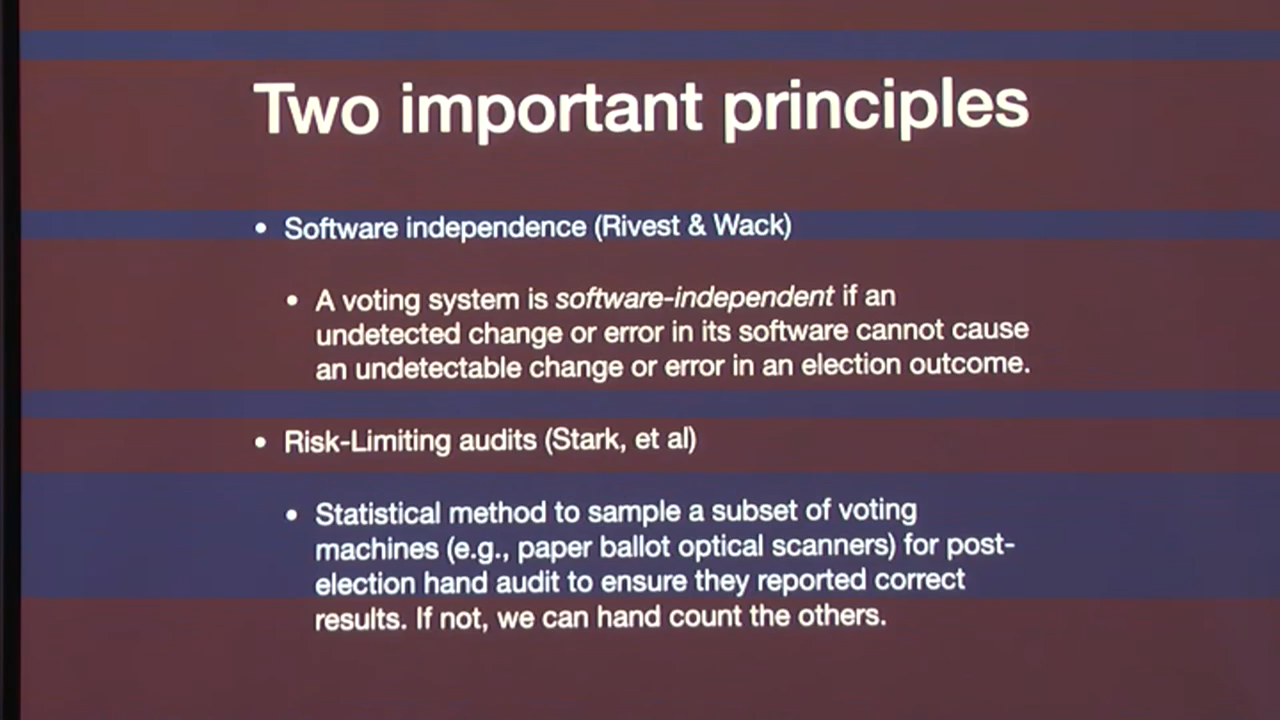 Two important principles
• Software independence (Rivest & Wack)
• A voting system is software-independent if an
undetected change or error in its software cannot cause
an undetectable change or error in an election outcome.
• Risk-Limiting audits (Stark, et al)
• Statistical method to sample a subset of voting
machines (e.g., paper ballot optical scanners) for post-
election hand audit to ensure they reported correct
results. If not, we can hand count the others.